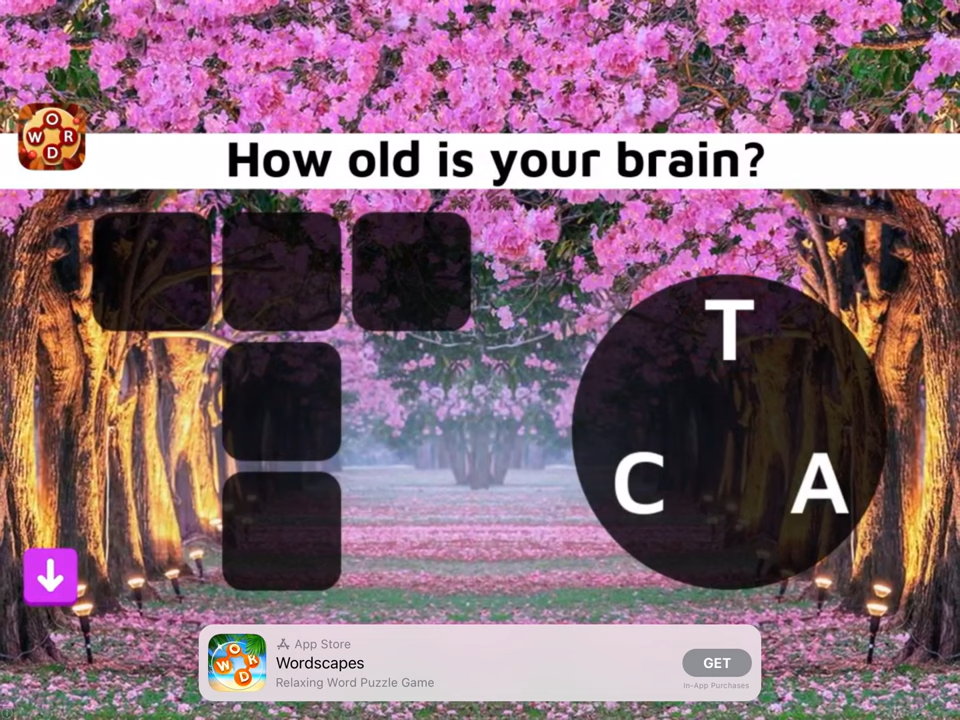 O
W R
D
How old is your brain?
T
C A
App Store
Wordscapes
Relaxing Word Puzzle Game
GET
In-App Purchases
O
W R
D